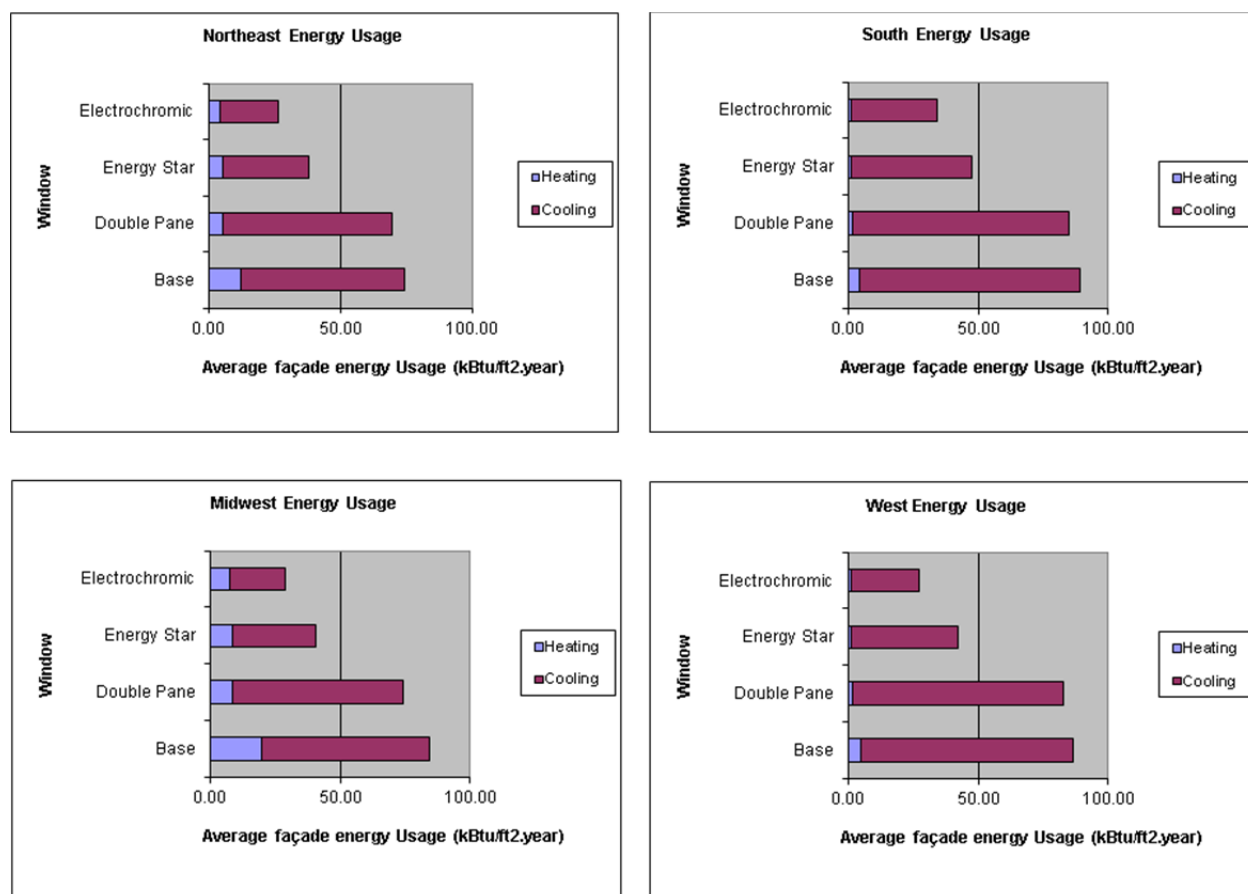 Northeast Energy Usage
Window
Electrochromic
Energy Star
Double Pane
Base
0.00 50.00 100.00
Average façade energy Usage (kBtu/ft2.year)
Heating
Cooling
South Energy Usage
Window
Electrochromic
Energy Star
Double Pane
Base
0.00 50.00 100.00
Average façade energy Usage (kBtu/ft2.year)
Heating
Cooling
Midwest Energy Usage
Window
Electrochromic
Energy Star
Double Pane
Base
0.00 50.00 100.00
Average façade energy Usage (kBtu/ft2.year)
Heating
Cooling
West Energy Usage
Window
Electrochromic
Energy Star
Double Pane
Base
0.00 50.00 100.00
Average façade energy Usage (kBtu/ft2.year)
Heating
Cooling